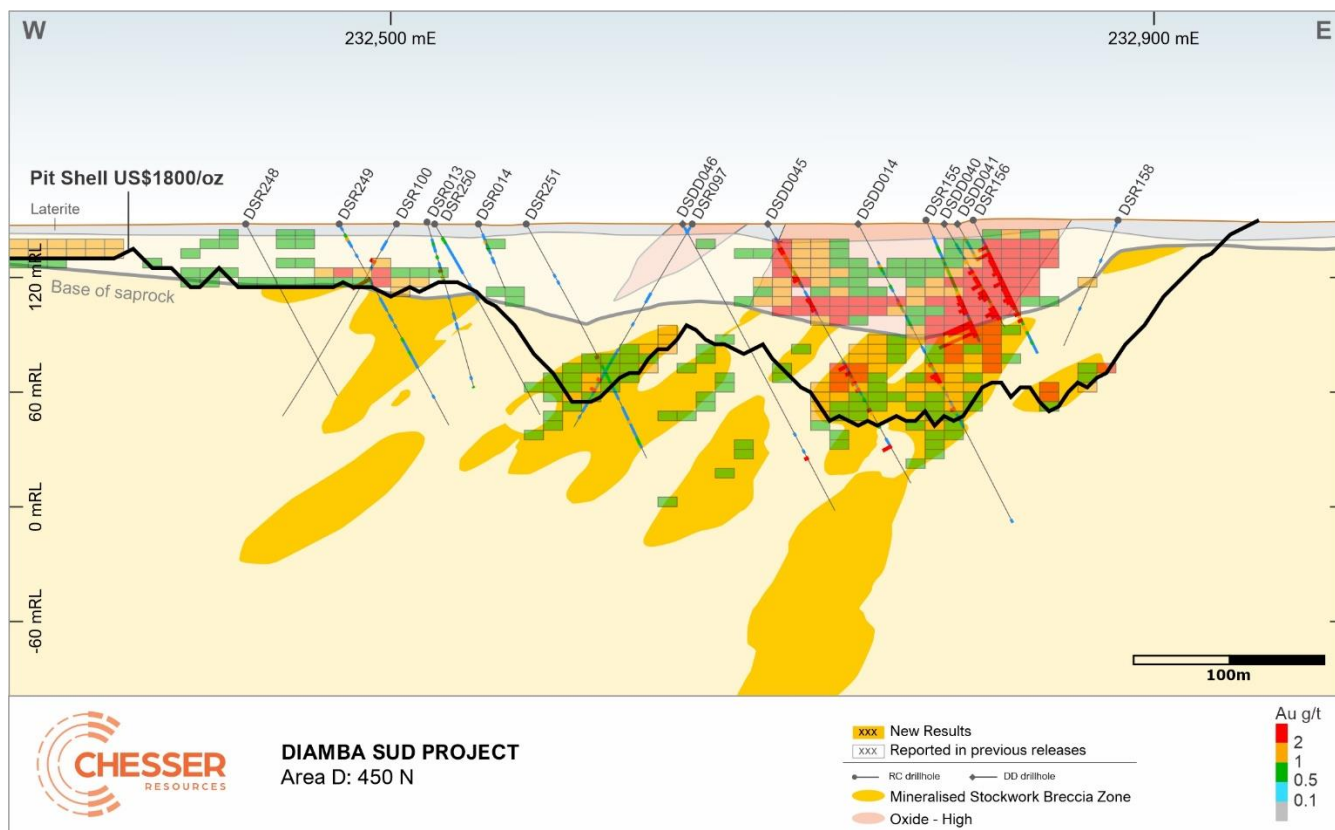 W
232,500 mE
232,900 mE
E
Pit Shell US$1800/oz
Laterite
DSR248
DSR249
DSR100
DSR013
DSR250
DSR014
DSR251
DSDD046
DSR097
DSDD045
DSDD014
DSR155
DSDD040
DSDD041
DSR156
DSR158
Base of saprock
120 mRL
60 mRL
0 mRL
-60 mRL
100m
CHESSER
RESOURCES
DIAMBA SUD PROJECT
Area D: 450 N
xxx New Results
xxx Reported in previous releases
RC drillhole DD drillhole
Mineralised Stockwork Breccia Zone
Oxide - High
Au g/t
2
1
0.5
0.1